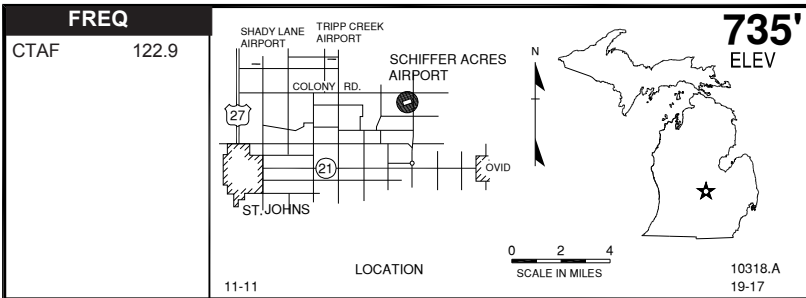 FREQ
CTAF 122.9
SHADY LANE
AIRPORT
TRIPP CREEK
AIRPORT
SCHIFFER ACRES
AIRPORT
COLONY RD.
27
21
OVID
ST. JOHNS
N
735'
ELEV
0 2 4
SCALE IN MILES
LOCATION
11-11
10318.A
19-17